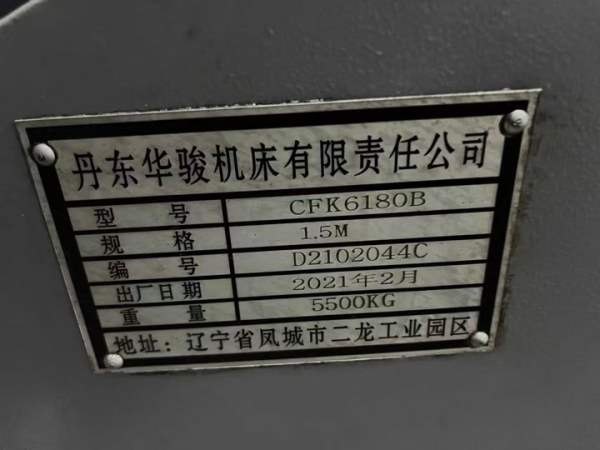 丹东华骏机床有限责任公司
型号 CFK6180B
规格 1.5M
编号 D2102044C
出厂日期 2021年2月
重量 5500KG
地址：辽宁省凤城市二龙工业园区